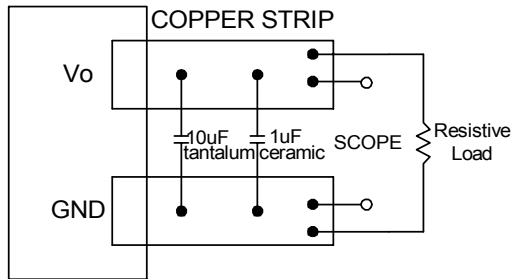 COPPER STRIP
Vo
10uF
tantalum
1uF
ceramic
SCOPE
Resistive
Load
GND